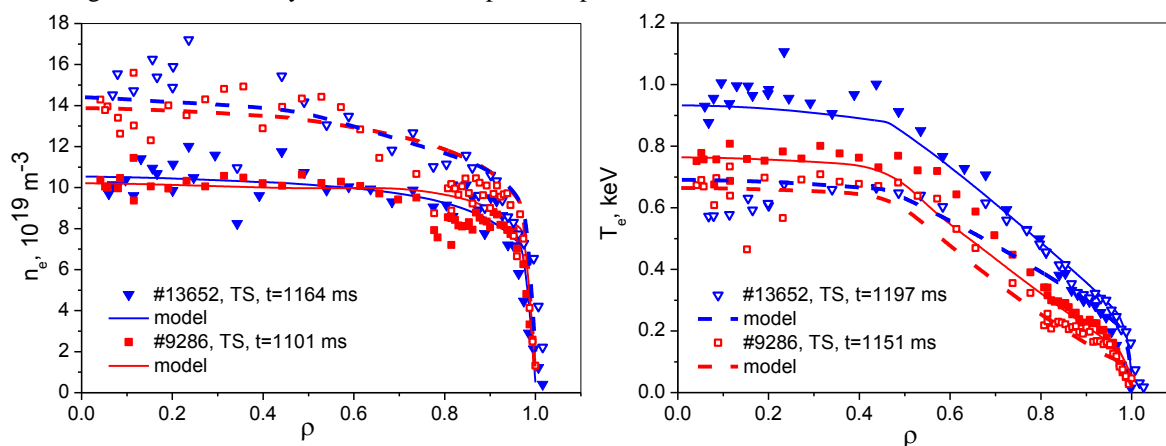 18
16
14
12
10
8
6
4
2
0
n_e, 10^19 m-3
#13652, TS, t=1164 ms
model
#9286, TS, t=1101 ms
model
0.0 0.2 0.4 0.6 0.8 1.0
ρ
1.2
1.0
0.8
0.6
0.4
0.2
0.0
T_e, keV
#13652, TS, t=1197 ms
model
#9286, TS, t=1151 ms
model
0.0 0.2 0.4 0.6 0.8 1.0
ρ